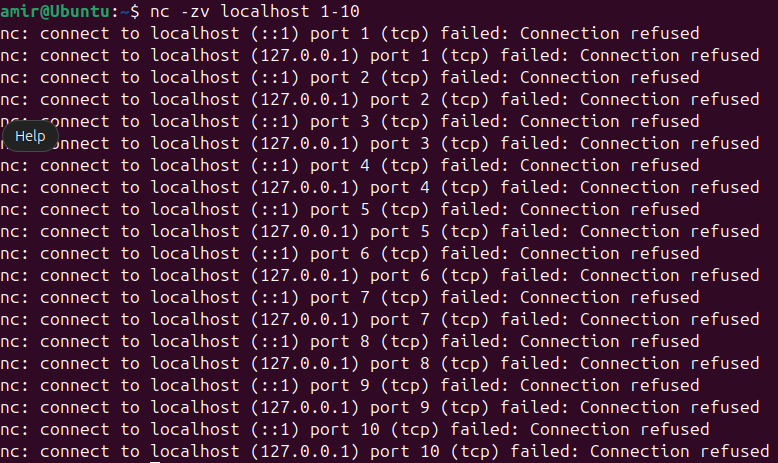 amir@Ubuntu:~$ nc -zv localhost 1-10
nc: connect to localhost (::1) port 1 (tcp) failed: Connection refused
nc: connect to localhost (127.0.0.1) port 1 (tcp) failed: Connection refused
nc: connect to localhost (::1) port 2 (tcp) failed: Connection refused
nc: connect to localhost (127.0.0.1) port 2 (tcp) failed: Connection refused
nc: connect to localhost (::1) port 3 (tcp) failed: Connection refused
Help
nc: connect to localhost (127.0.0.1) port 3 (tcp) failed: Connection refused
nc: connect to localhost (::1) port 4 (tcp) failed: Connection refused
nc: connect to localhost (127.0.0.1) port 4 (tcp) failed: Connection refused
nc: connect to localhost (::1) port 5 (tcp) failed: Connection refused
nc: connect to localhost (127.0.0.1) port 5 (tcp) failed: Connection refused
nc: connect to localhost (::1) port 6 (tcp) failed: Connection refused
nc: connect to localhost (127.0.0.1) port 6 (tcp) failed: Connection refused
nc: connect to localhost (::1) port 7 (tcp) failed: Connection refused
nc: connect to localhost (127.0.0.1) port 7 (tcp) failed: Connection refused
nc: connect to localhost (::1) port 8 (tcp) failed: Connection refused
nc: connect to localhost (127.0.0.1) port 8 (tcp) failed: Connection refused
nc: connect to localhost (::1) port 9 (tcp) failed: Connection refused
nc: connect to localhost (127.0.0.1) port 9 (tcp) failed: Connection refused
nc: connect to localhost (::1) port 10 (tcp) failed: Connection refused
nc: connect to localhost (127.0.0.1) port 10 (tcp) failed: Connection refused